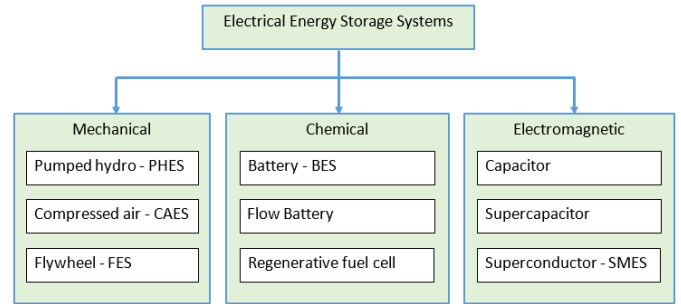 Electrical Energy Storage Systems
Mechanical
Pumped hydro - PHES
Compressed air - CAES
Flywheel - FES
Chemical
Battery - BES
Flow Battery
Regenerative fuel cell
Electromagnetic
Capacitor
Supercapacitor
Superconductor - SMES